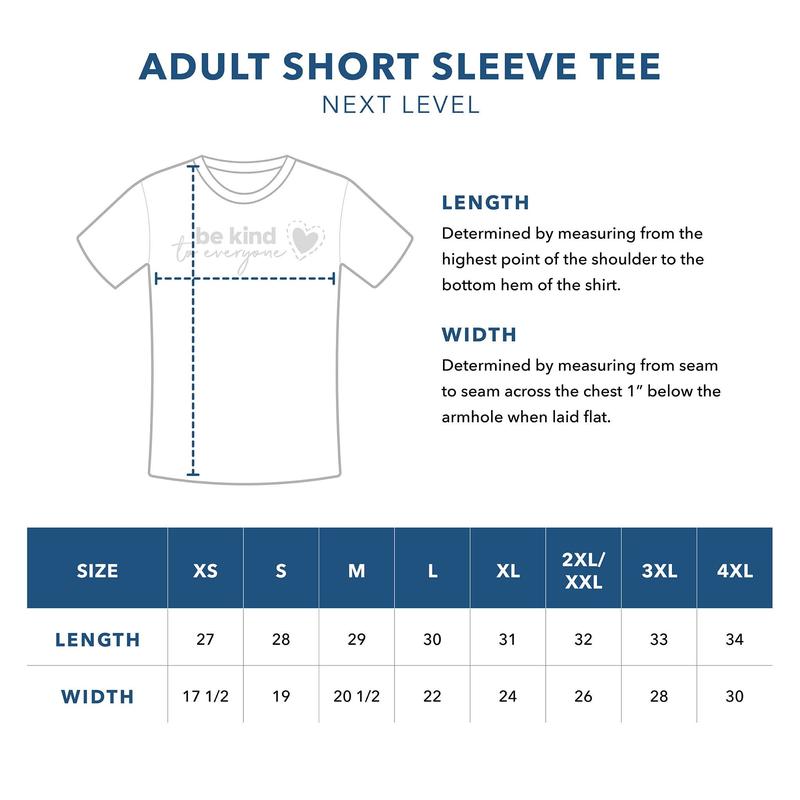 ADULT SHORT SLEEVE TEE
NEXT LEVEL
be kind
to everyone
LENGTH
Determined by measuring from the
highest point of the shoulder to the
bottom hem of the shirt.
WIDTH
Determined by measuring from seam
to seam across the chest 1” below the
armhole when laid flat.
SIZE XS S M L XL 2XL/ 3XL 4XL
XXL
LENGTH 27 28 29 30 31 32 33 34
WIDTH 17 1/2 19 20 1/2 22 24 26 28 30